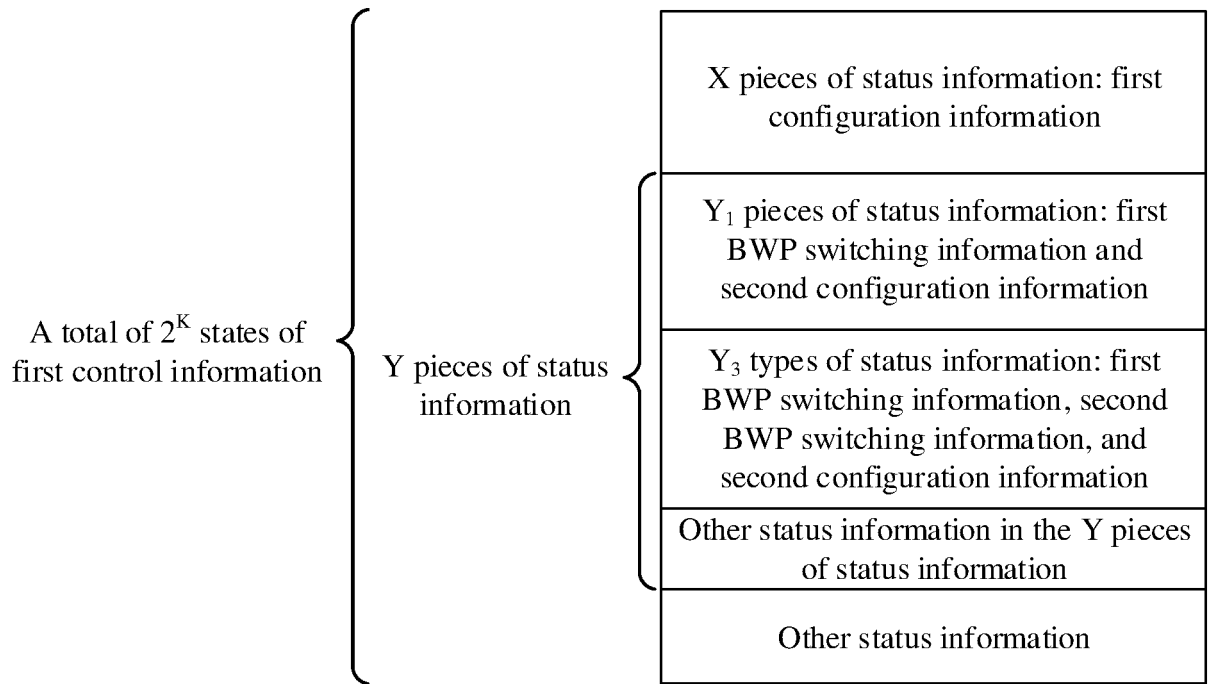 A total of 2^K states of
first control information
Y pieces of status
information
X pieces of status information: first
configuration information
Y₁ pieces of status information: first
BWP switching information and
second configuration information
Y₃ types of status information: first
BWP switching information, second
BWP switching information, and
second configuration information
Other status information in the Y pieces
of status information
Other status information